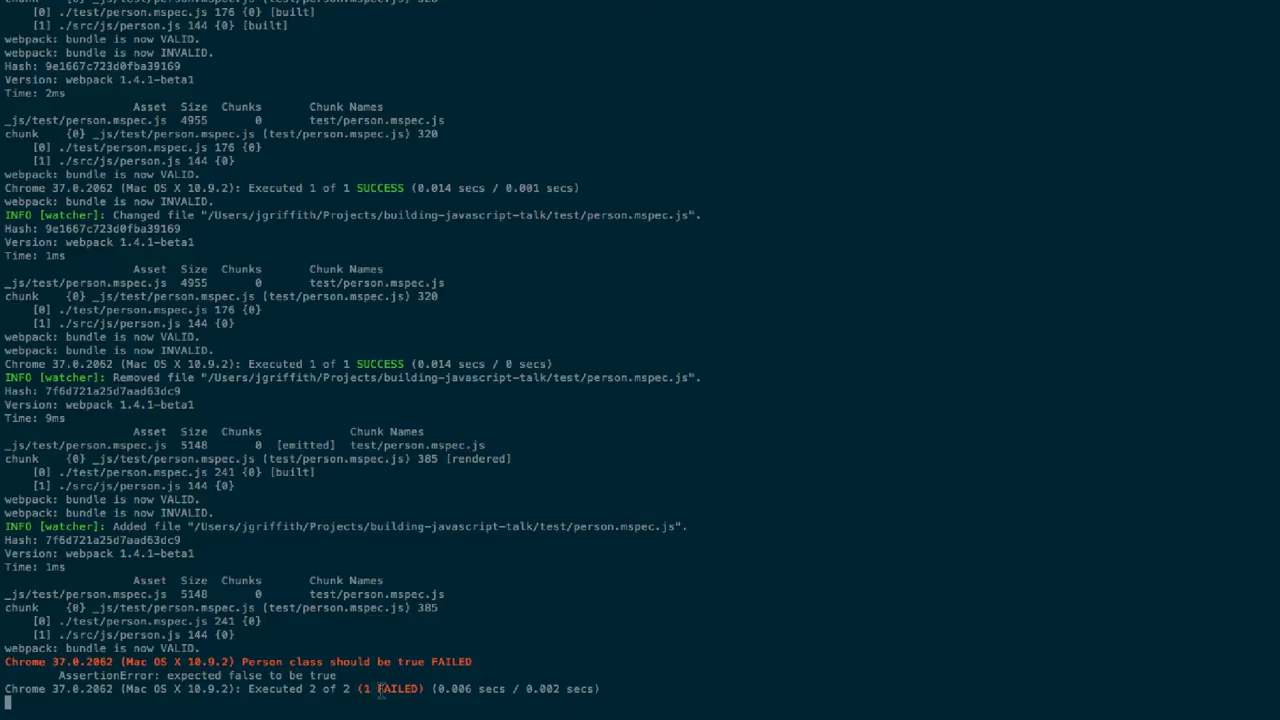 chunk    {0} _js/test/person.mspec.js (test/person.mspec.js) 320
[0] ./test/person.mspec.js 176 {0} [built]
[1] ./src/js/person.js 144 {0} [built]
webpack: bundle is now VALID.
webpack: bundle is now INVALID.
Hash: 9e1667c723d0fba39169
Version: webpack 1.4.1-beta1
Time: 2ms
Asset  Size  Chunks       Chunk Names
_js/test/person.mspec.js  4955       0       test/person.mspec.js
chunk    {0} _js/test/person.mspec.js (test/person.mspec.js) 320
[0] ./test/person.mspec.js 176 {0}
[1] ./src/js/person.js 144 {0}
webpack: bundle is now VALID.
Chrome 37.0.2062 (Mac OS X 10.9.2): Executed 1 of 1 SUCCESS (0.014 secs / 0.001 secs)
webpack: bundle is now INVALID.
INFO [watcher]: Changed file "/Users/jgriffith/Projects/building-javascript-talk/test/person.mspec.js".
Hash: 9e1667c723d0fba39169
Version: webpack 1.4.1-beta1
Time: 1ms
Asset  Size  Chunks       Chunk Names
_js/test/person.mspec.js  4955       0       test/person.mspec.js
chunk    {0} _js/test/person.mspec.js (test/person.mspec.js) 320
[0] ./test/person.mspec.js 176 {0}
[1] ./src/js/person.js 144 {0}
webpack: bundle is now VALID.
webpack: bundle is now INVALID.
Chrome 37.0.2062 (Mac OS X 10.9.2): Executed 1 of 1 SUCCESS (0.014 secs / 0 secs)
INFO [watcher]: Removed file "/Users/jgriffith/Projects/building-javascript-talk/test/person.mspec.js".
Hash: 7f6d721a25d7aad63dc9
Version: webpack 1.4.1-beta1
Time: 9ms
Asset  Size  Chunks             Chunk Names
_js/test/person.mspec.js  5148       0  [emitted]  test/person.mspec.js
chunk    {0} _js/test/person.mspec.js (test/person.mspec.js) 385 [rendered]
[0] ./test/person.mspec.js 241 {0} [built]
[1] ./src/js/person.js 144 {0}
webpack: bundle is now VALID.
INFO [watcher]: Added file "/Users/jgriffith/Projects/building-javascript-talk/test/person.mspec.js".
Hash: 7f6d721a25d7aad63dc9
Version: webpack 1.4.1-beta1
Time: 1ms
Asset  Size  Chunks       Chunk Names
_js/test/person.mspec.js  5148       0       test/person.mspec.js
chunk    {0} _js/test/person.mspec.js (test/person.mspec.js) 385
[0] ./test/person.mspec.js 241 {0}
[1] ./src/js/person.js 144 {0}
webpack: bundle is now VALID.
Chrome 37.0.2062 (Mac OS X 10.9.2) Person class should be true FAILED
AssertionError: expected false to be true
Chrome 37.0.2062 (Mac OS X 10.9.2): Executed 2 of 2 (1 FAILED) (0.006 secs / 0.002 secs)